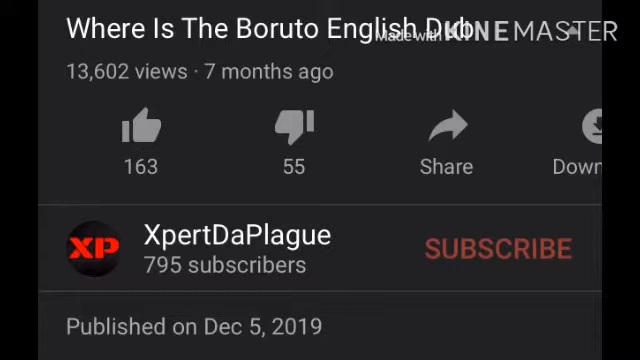 Where Is The Boruto English Dub
Made with KINEMASTER
13,602 views · 7 months ago
163
55
Share
Down
XP
XpertDaPlague
795 subscribers
SUBSCRIBE
Published on Dec 5, 2019